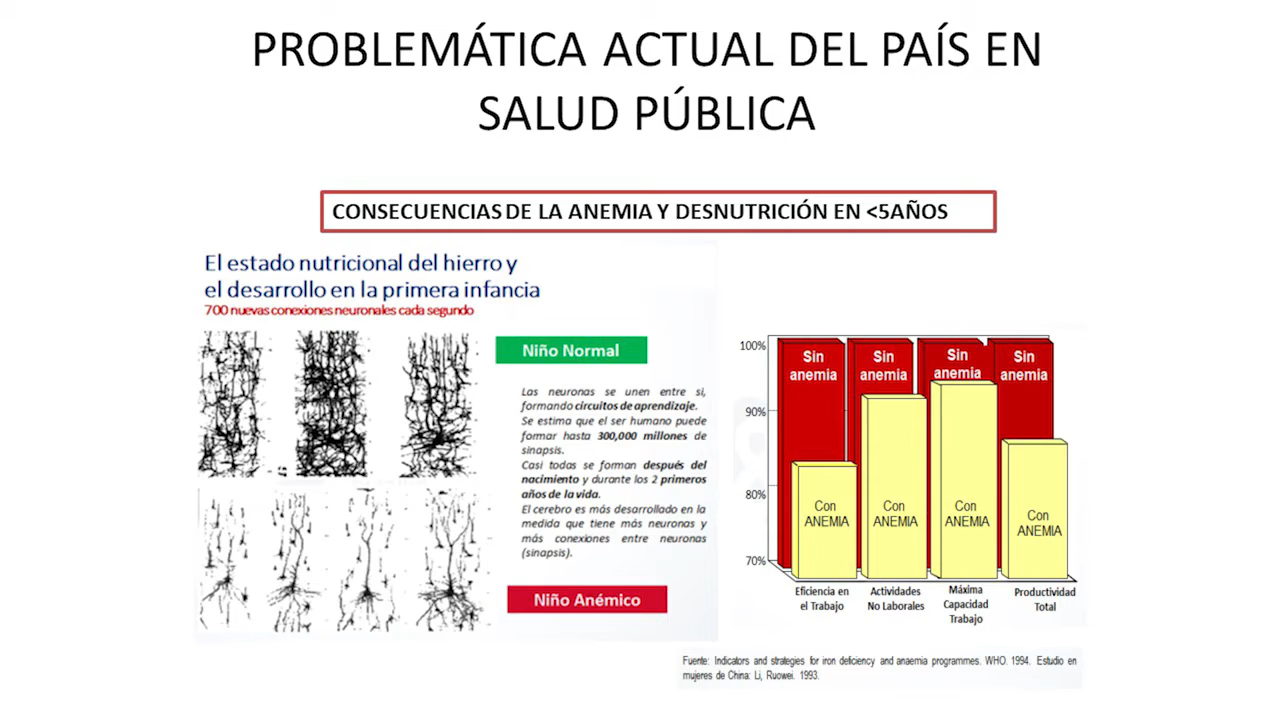 PROBLEMÁTICA ACTUAL DEL PAÍS EN
SALUD PÚBLICA
CONSECUENCIAS DE LA ANEMIA Y DESNUTRICIÓN EN <5AÑOS
El estado nutricional del hierro y
el desarrollo en la primera infancia
700 nuevas conexiones neuronales cada segundo
Niño Normal
Las neuronas se unen entre si,
formando circuitos de aprendizaje.
Se estima que el ser humano puede
formar hasta 300,000 millones de
sinapsis.
Casi todas se forman después del
nacimiento y durante los 2 primeros
años de la vida.
El cerebro es más desarrollado en la
medida que tiene más neuronas y
más conexiones entre neuronas
(sinapsis).
Niño Anémico
100%
90%
80%
70%
Sin
anemia
Sin
anemia
Sin
anemia
Sin
anemia
Con
ANEMIA
Con
ANEMIA
Con
ANEMIA
Con
ANEMIA
Eficiencia en
el Trabajo
Actividades
No Laborales
Máxima
Capacidad
Trabajo
Productividad
Total
Fuente: Indicators and strategies for iron deficiency and anaemia programmes. WHO. 1994. Estudio en
mujeres de China: Li, Ruowei. 1993.